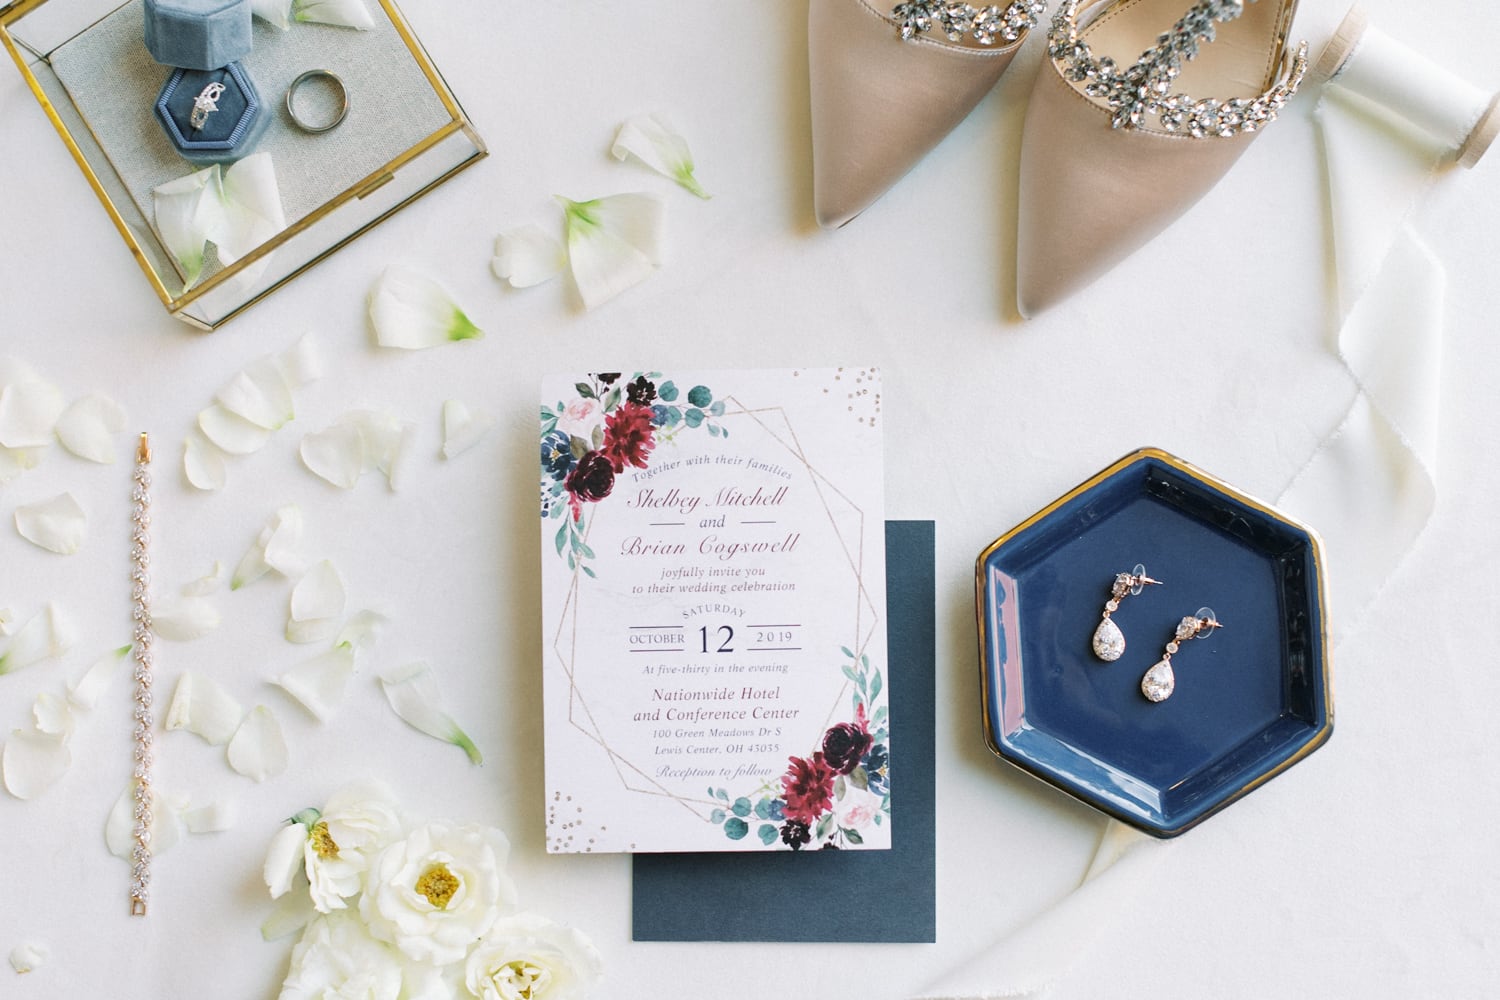 Together with their families
Shelbey Mitchell
and
Brian Cogswell
joyfully invite you
to their wedding celebration
SATURDAY
OCTOBER 12 2019
At five-thirty in the evening
Nationwide Hotel
and Conference Center
100 Green Meadows Dr S
Lewis Center, OH 43035
Reception to follow